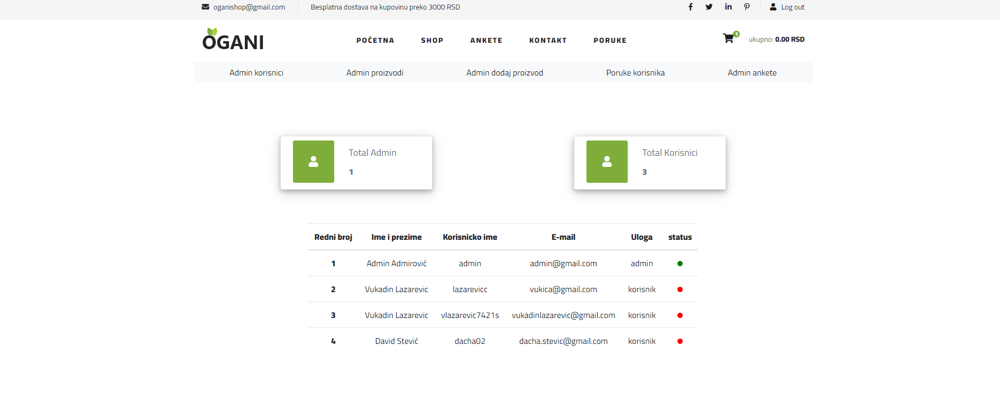 oganishop@gmail.com Besplatna dostava na kupovinu preko 3000 RSD Log out
OGANI POČETNA SHOP ANKETE KONTAKT PORUKE 1 ukupno: 0.00 RSD
Admin korisnici Admin proizvodi Admin dodaj proizvod Poruke korisnika Admin ankete
Total Admin
1
Total Korisnici
3
Redni broj Ime i prezime Korisnicko ime E-mail Uloga status
1 Admin Admirović admin admin@gmail.com admin
2 Vukadin Lazarevic lazarevicc vukica@gmail.com korisnik
3 Vukadin Lazarevic vlazarevic7421s vukadinlazarevic@gmail.com korisnik
4 David Stević dacha02 dacha.stevic@gmail.com korisnik